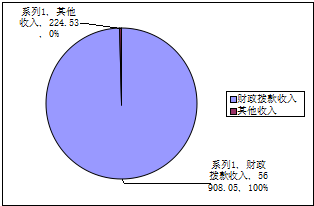 系列1, 其他
收入, 224.53
, 0%
财政拨款收入
其他收入
系列1, 财政
拨款收入, 56
908.05, 100%